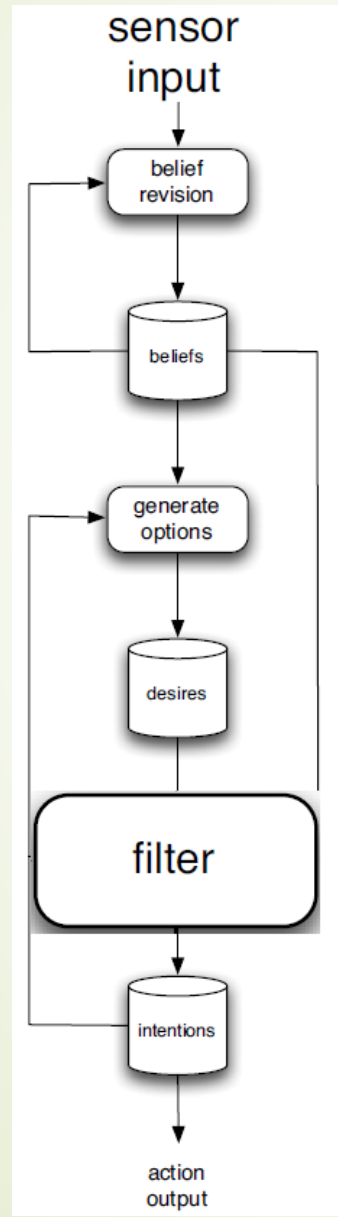 sensor
input
belief
revision
beliefs
generate
options
desires
filter
intentions
action
output